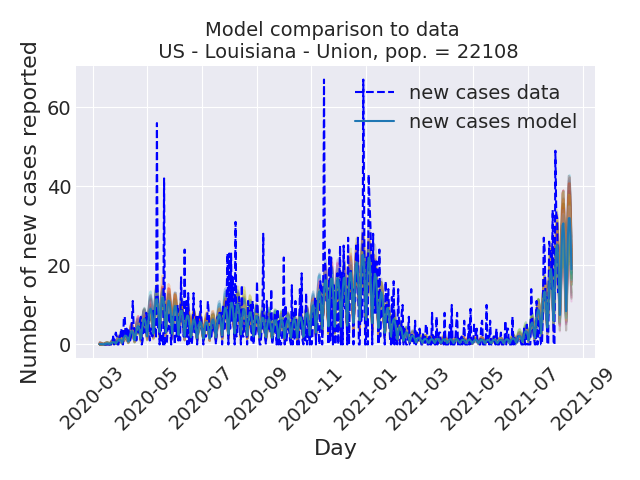 Model comparison to data
US - Louisiana - Union, pop. = 22108
Number of new cases reported
60
40
20
0
new cases data
new cases model
2020-03
2020-05
2020-07
2020-09
2020-11
2021-01
2021-03
2021-05
2021-07
2021-09
Day